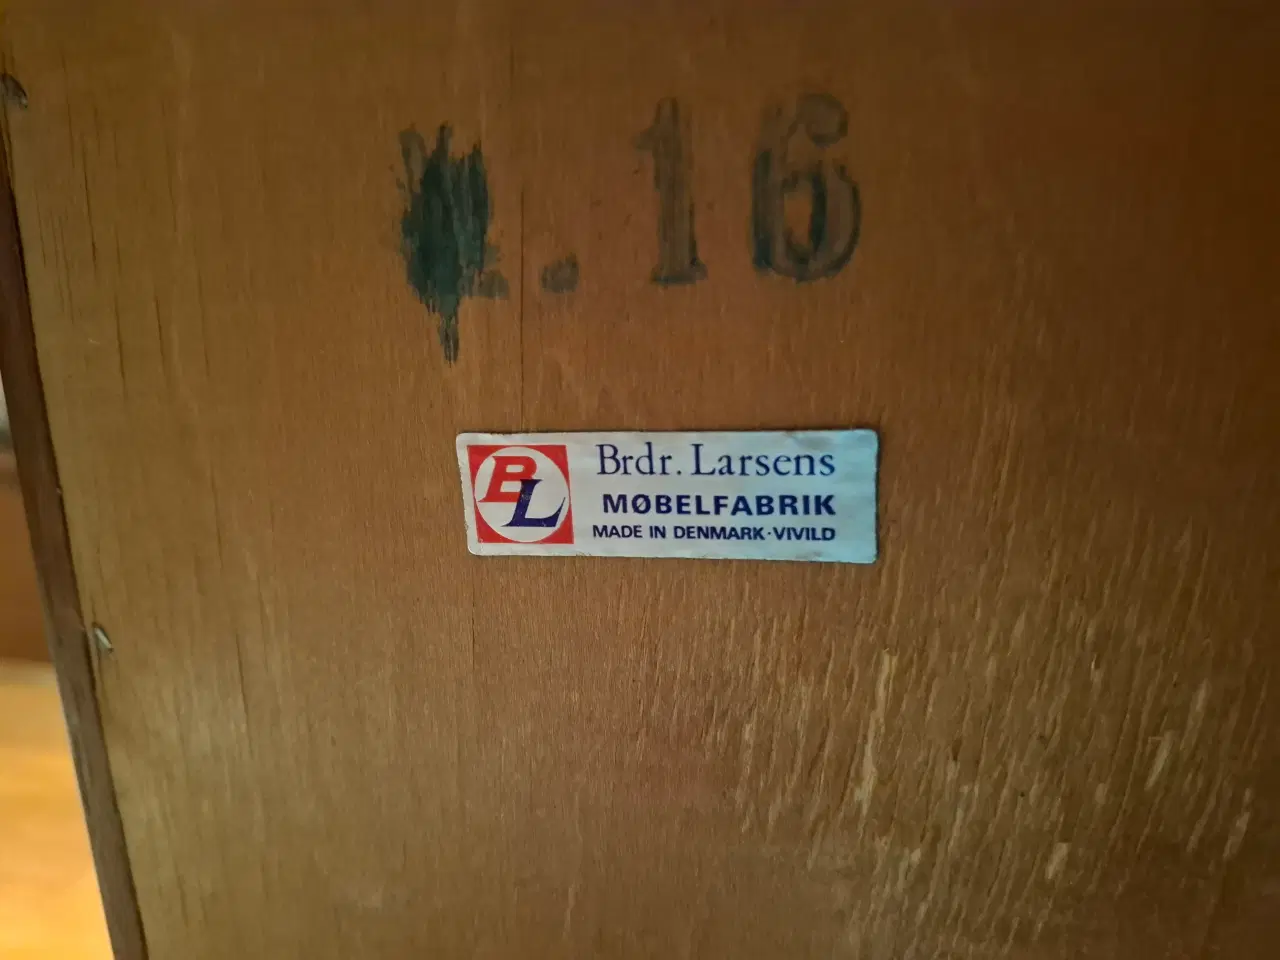 .16
BL
Brdr. Larsens
MØBELFABRIK
MADE IN DENMARK·VIVILD